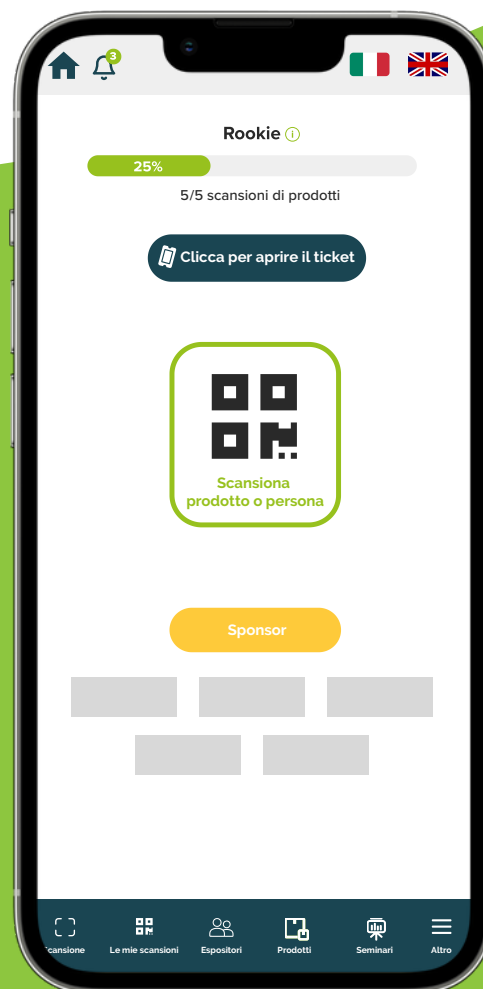 3
Rookie
25%
5/5 scansioni di prodotti
Clicca per aprire il ticket
Scansiona
prodotto o persona
Sponsor
Scansione Le mie scansioni Espositori Prodotti Seminari Altro